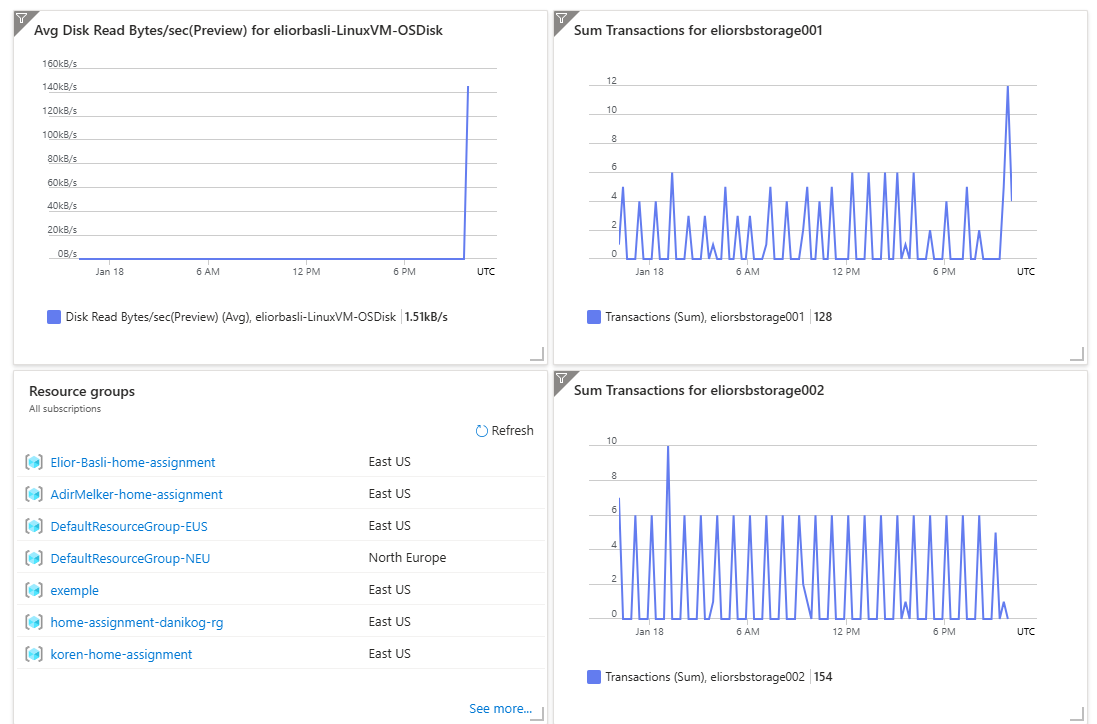 Avg Disk Read Bytes/sec(Preview) for eliorbasli-LinuxVM-OSDisk
160kB/s
140kB/s
120kB/s
100kB/s
80kB/s
60kB/s
40kB/s
20kB/s
0B/s
Jan 18 6 AM 12 PM 6 PM UTC
Disk Read Bytes/sec(Preview) (Avg), eliorbasli-LinuxVM-OSDisk 1.51kB/s
Sum Transactions for eliorsbstorage001
12
10
8
6
4
2
0
Jan 18 6 AM 12 PM 6 PM UTC
Transactions (Sum), eliorsbstorage001 128
Resource groups
All subscriptions
Refresh
Elior-Basli-home-assignment East US
AdirMelker-home-assignment East US
DefaultResourceGroup-EUS East US
DefaultResourceGroup-NEU North Europe
exemple East US
home-assignment-danikog-rg East US
koren-home-assignment East US
See more...
Sum Transactions for eliorsbstorage002
10
8
6
4
2
0
Jan 18 6 AM 12 PM 6 PM UTC
Transactions (Sum), eliorsbstorage002 154